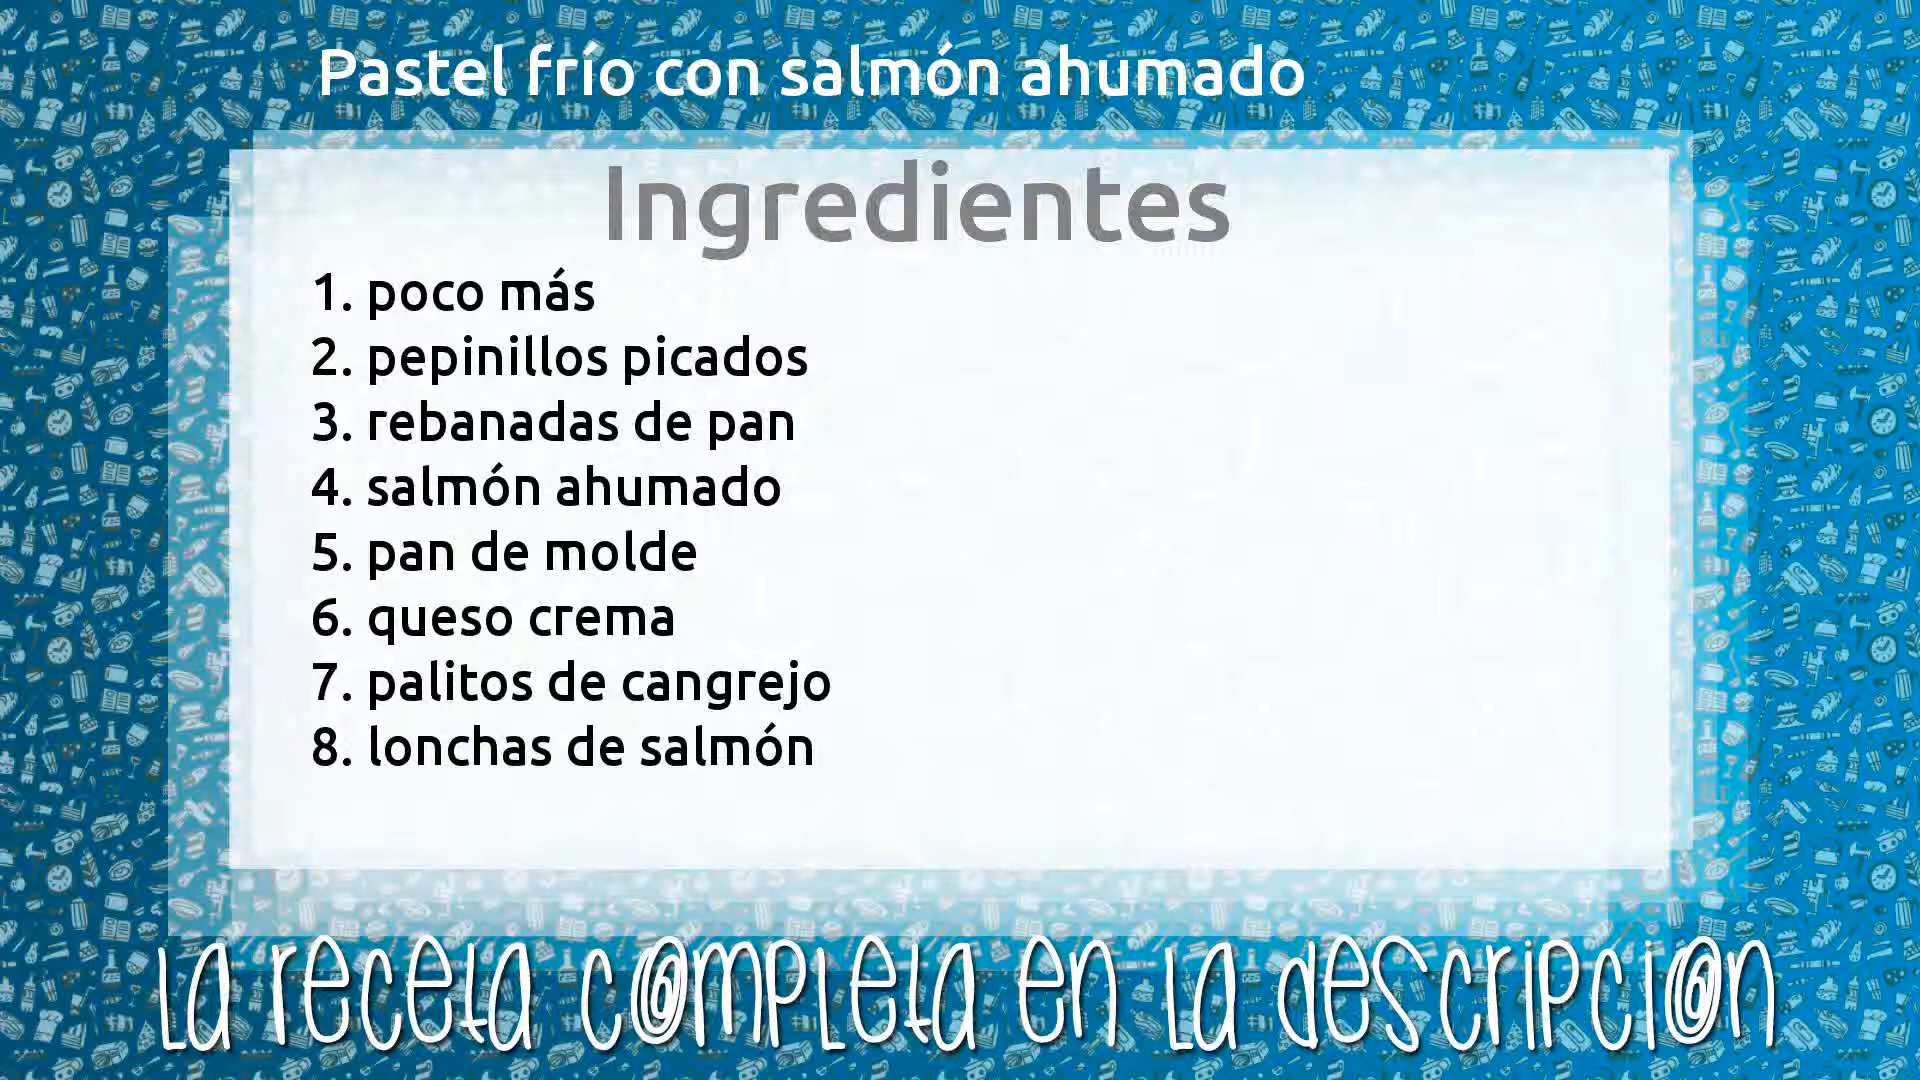 Pastel frío con salmón ahumado
Ingredientes
1. poco más
2. pepinillos picados
3. rebanadas de pan
4. salmón ahumado
5. pan de molde
6. queso crema
7. palitos de cangrejo
8. lonchas de salmón
La receta c@mpleta en la descripci@n